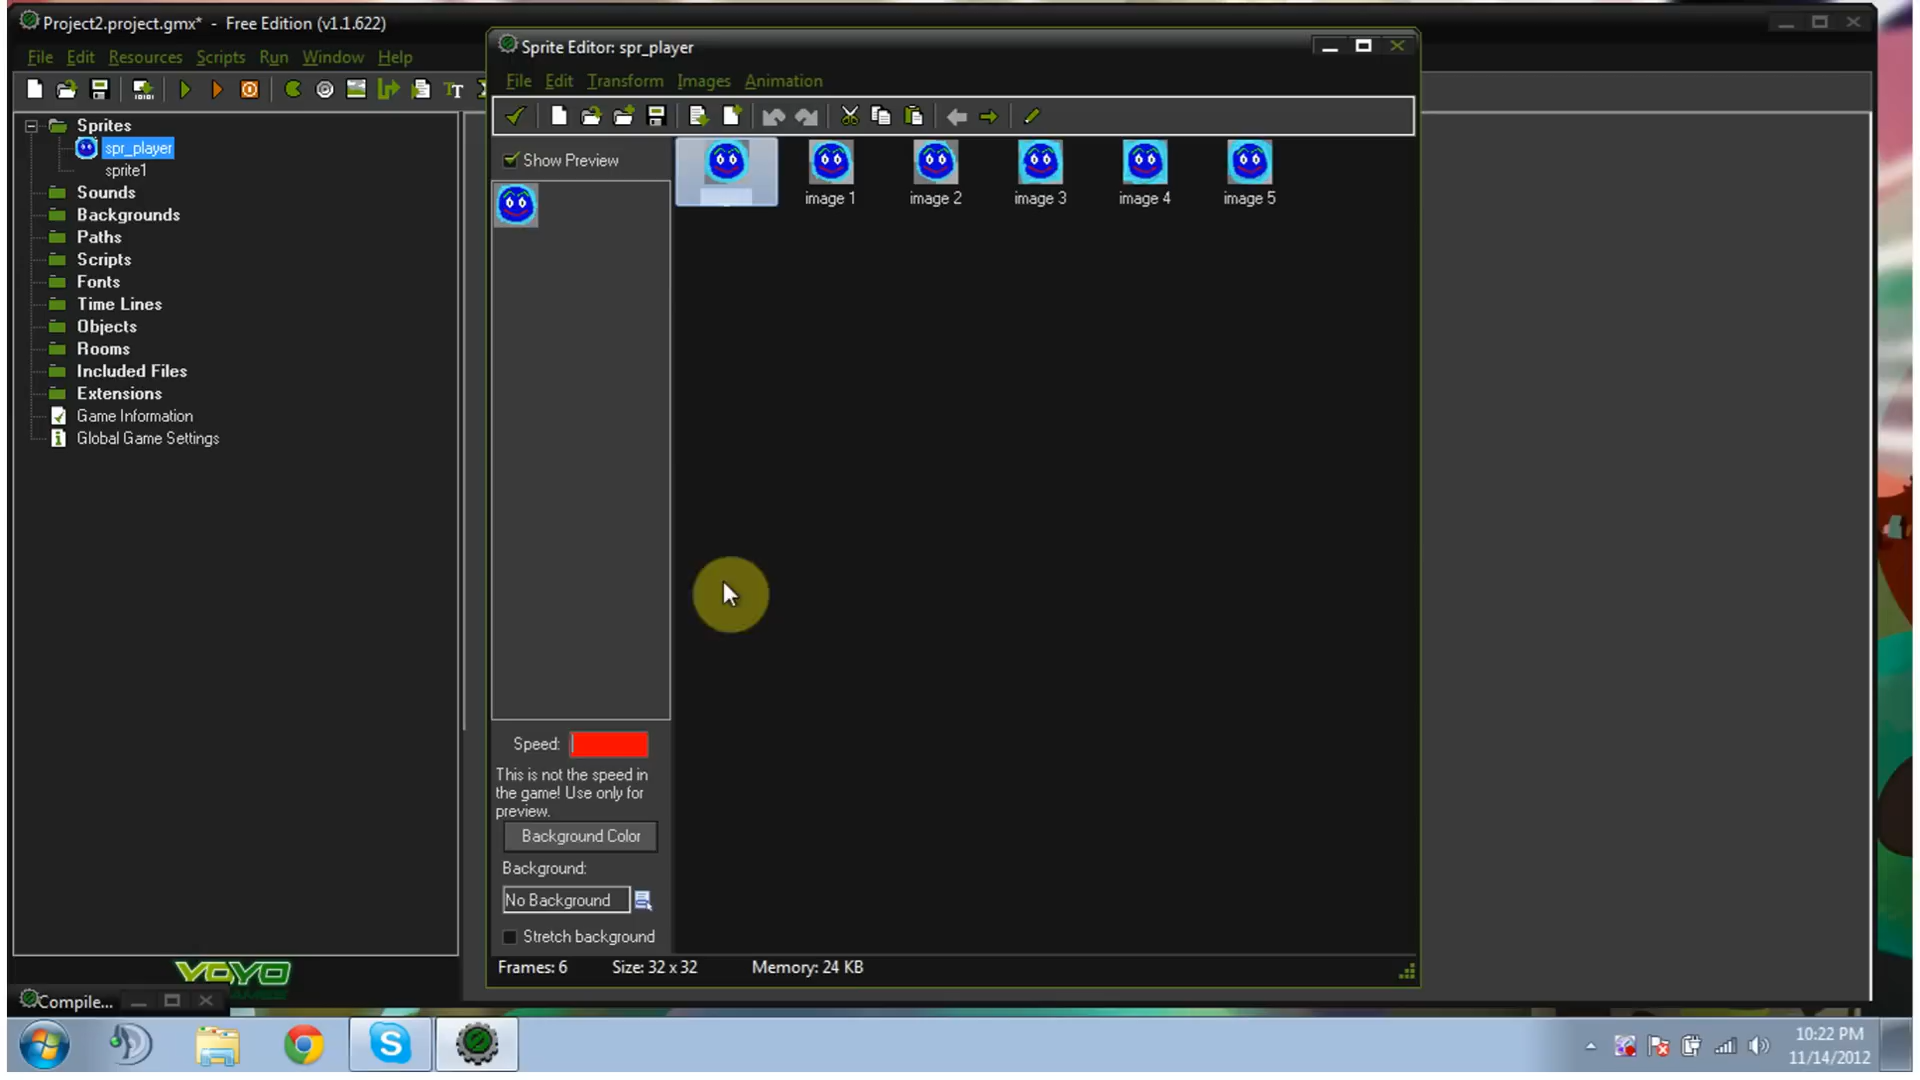 Project2.project.gmx* - Free Edition (v1.1.622)
File Edit Resources Scripts Run Window Help
Sprites
spr_player
sprite1
Sounds
Backgrounds
Paths
Scripts
Fonts
Time Lines
Objects
Rooms
Included Files
Extensions
Game Information
Global Game Settings
YOYO
Compile...
Sprite Editor: spr_player
File Edit Transform Images Animation
Show Preview
image 1 image 2 image 3 image 4 image 5
Speed:
This is not the speed in
the game! Use only for
preview.
Background Color
Background:
No Background
Stretch background
Frames: 6 Size: 32 x 32 Memory: 24 KB
10:22 PM
11/14/2012